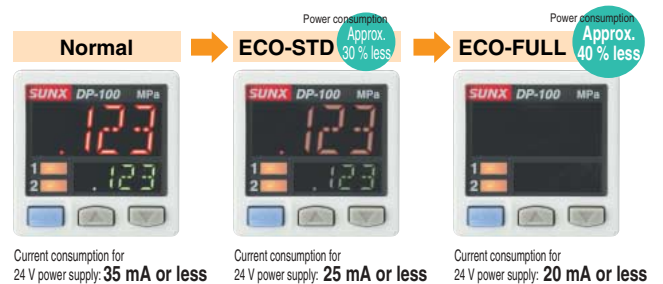 Power consumption
Approx.
30 % less
Power consumption
Approx.
40 % less
Normal
ECO-STD
ECO-FULL
SUNX DP-100 MPa
.123
1
2 .123
SUNX DP-100 MPa
.123
1
2 .123
SUNX DP-100 MPa
1
2
Current consumption for
24 V power supply: 35 mA or less
Current consumption for
24 V power supply: 25 mA or less
Current consumption for
24 V power supply: 20 mA or less